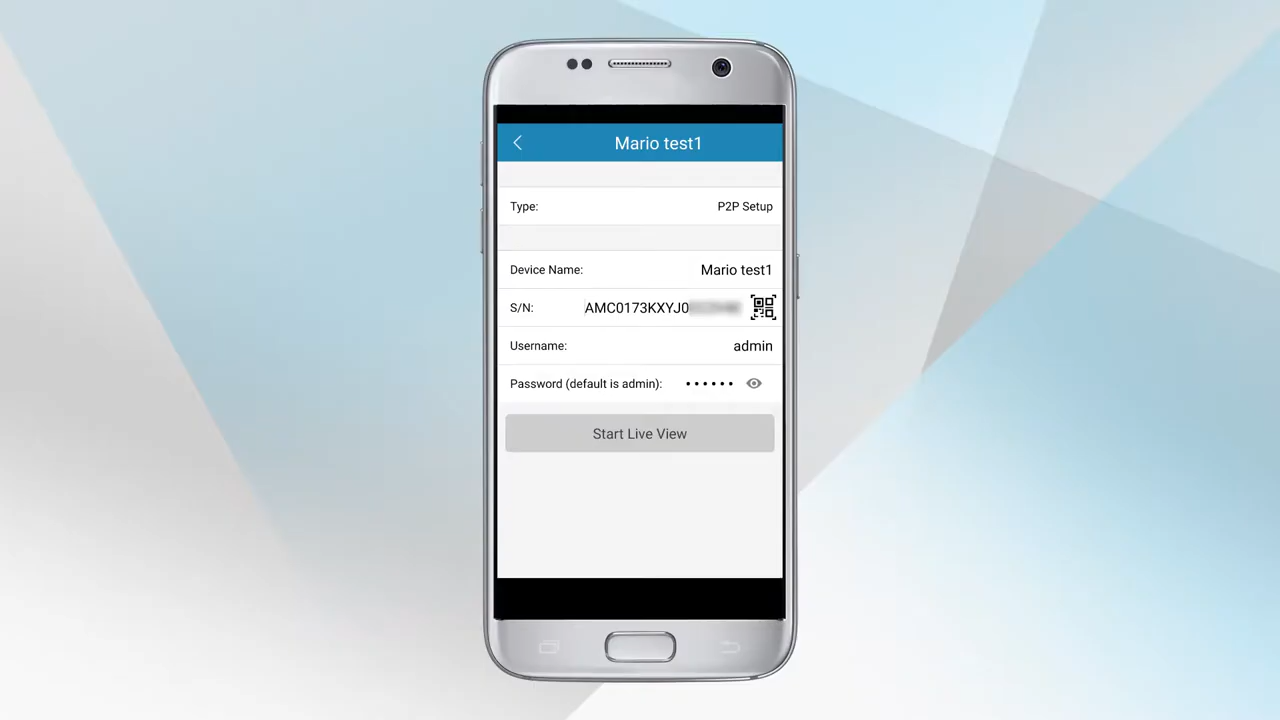 Mario test1
Type: P2P Setup
Device Name: Mario test1
S/N: AMC0173KXYJ0
Username: admin
Password (default is admin): ••••••
Start Live View